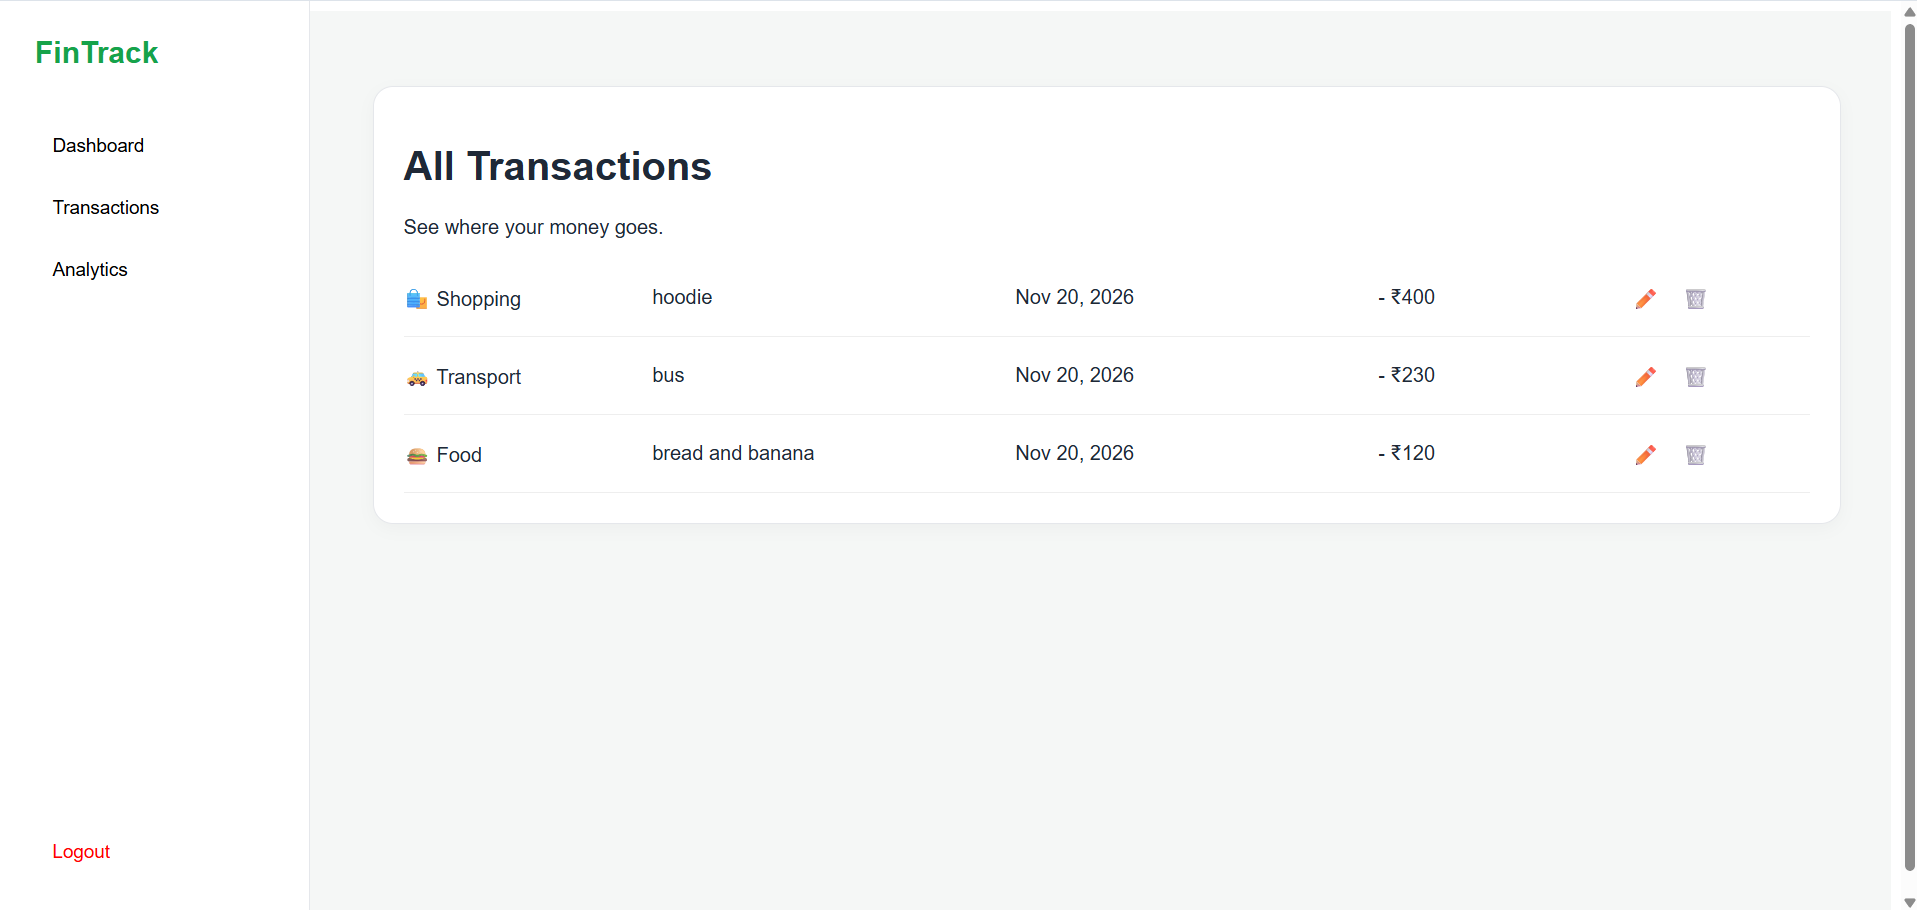 FinTrack
Dashboard
Transactions
Analytics
Logout
All Transactions
See where your money goes.
Shopping hoodie Nov 20, 2026 - ₹400
Transport bus Nov 20, 2026 - ₹230
Food bread and banana Nov 20, 2026 - ₹120